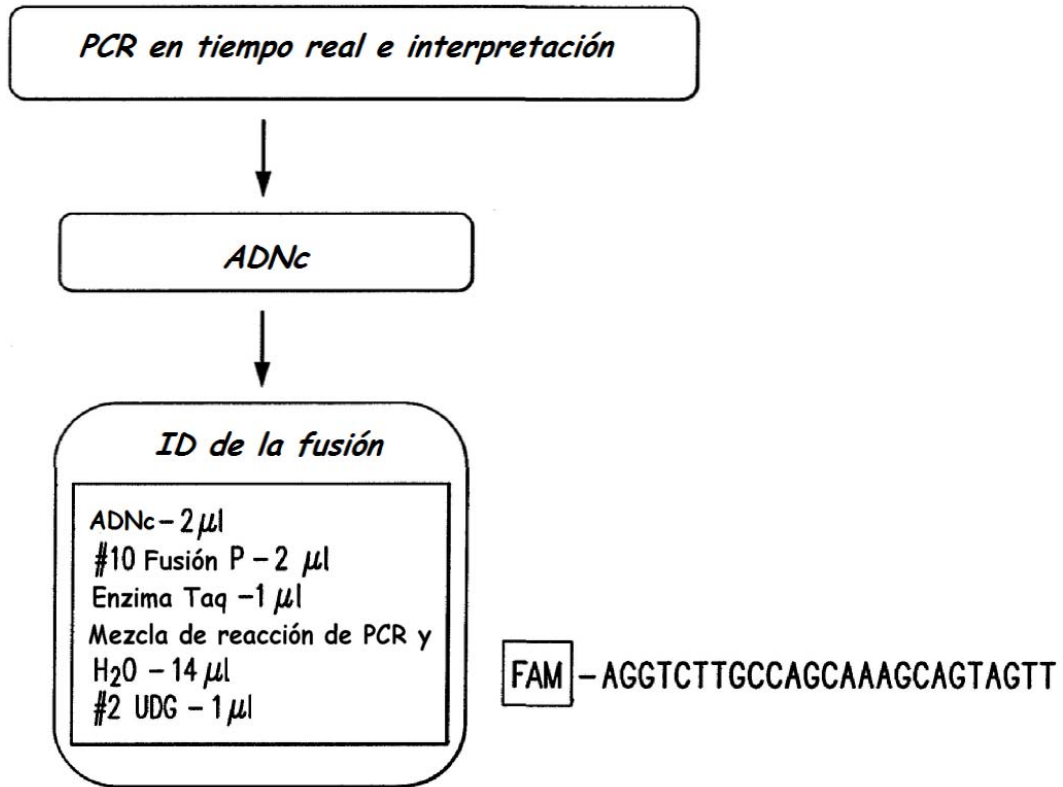 PCR en tiempo real e interpretación
ADNc
ID de la fusión
ADNc – 2 µl
#10 Fusión P – 2 µl
Enzima Taq – 1 µl
Mezcla de reacción de PCR y
H₂O – 14 µl
#2 UDG – 1 µl
FAM – AGGTCTTGCCAGCAAAGCAGTAGTT